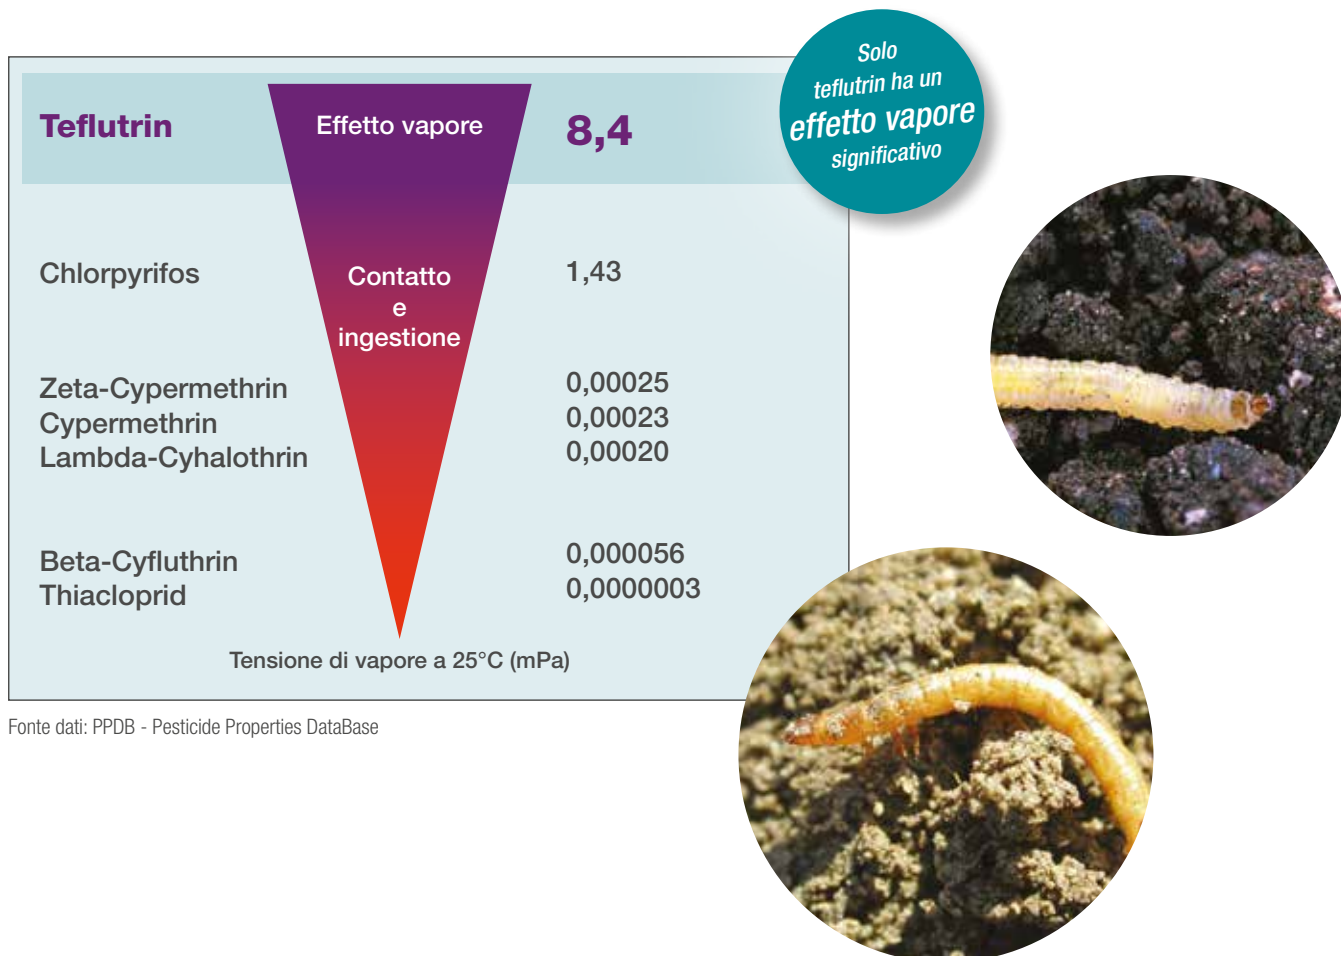 Solo
teflutrin ha un
effetto vapore
significativo
Teflutrin
Effetto vapore
8,4
Chlorpyrifos
Contatto
e
ingestione
1,43
Zeta-Cypermethrin
0,00025
Cypermethrin
0,00023
Lambda-Cyhalothrin
0,00020
Beta-Cyfluthrin
0,000056
Thiacloprid
0,0000003
Tensione di vapore a 25°C (mPa)
Fonte dati: PPDB - Pesticide Properties DataBase